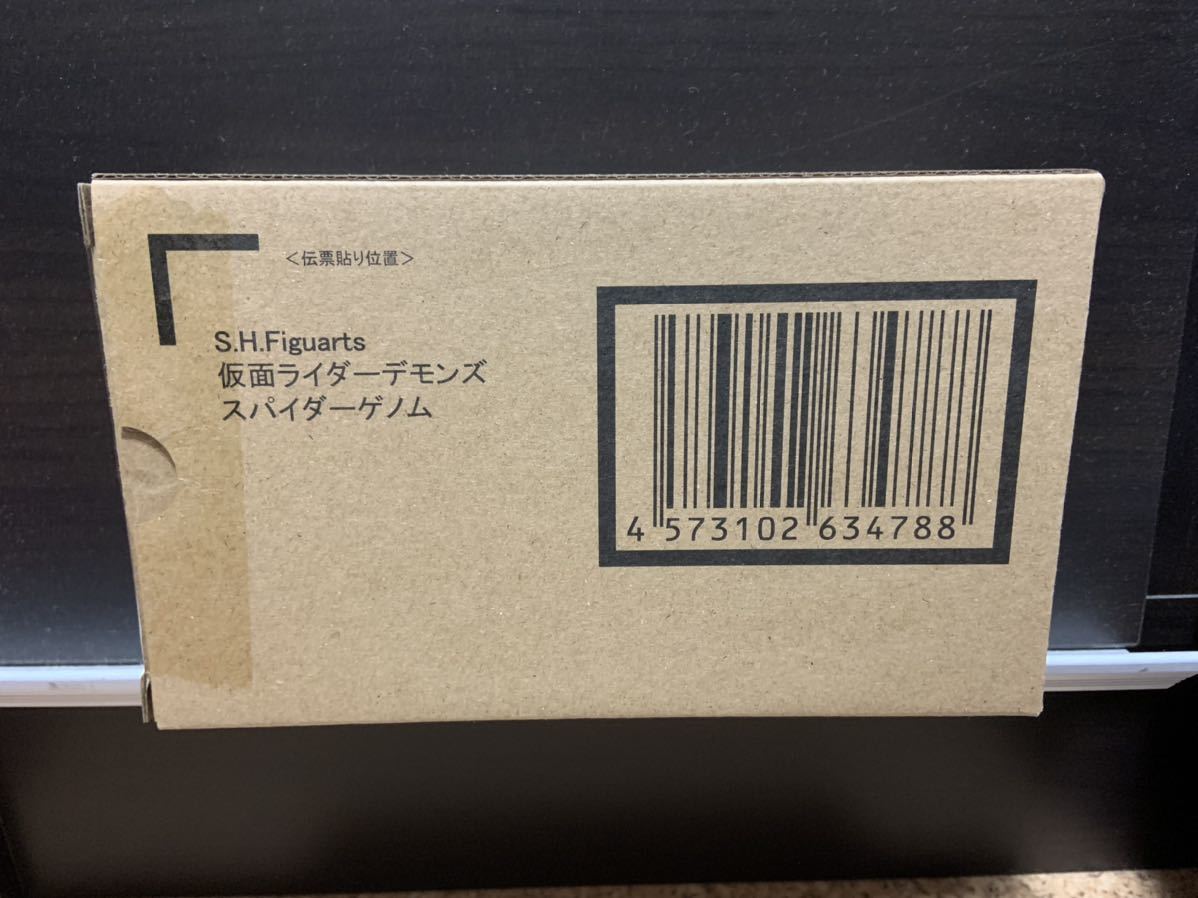 <伝票貼り位置>
S.H.Figuarts
仮面ライダーデモンズ
スパイダーゲノム
4 573102 634788